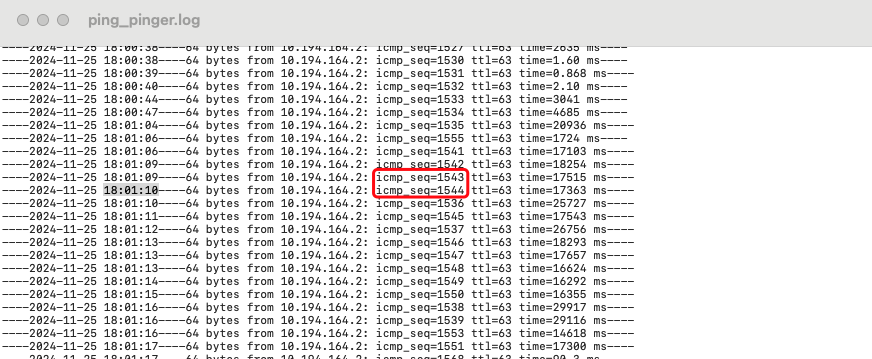 ping_pinger.log
----2024-11-25 18:00:38----64 bytes from 10.194.164.2: icmp_seq=1527 ttl=63 time=2635 ms----
----2024-11-25 18:00:38----64 bytes from 10.194.164.2: icmp_seq=1530 ttl=63 time=1.60 ms----
----2024-11-25 18:00:39----64 bytes from 10.194.164.2: icmp_seq=1531 ttl=63 time=0.868 ms----
----2024-11-25 18:00:40----64 bytes from 10.194.164.2: icmp_seq=1532 ttl=63 time=2.10 ms----
----2024-11-25 18:00:44----64 bytes from 10.194.164.2: icmp_seq=1533 ttl=63 time=3041 ms----
----2024-11-25 18:00:47----64 bytes from 10.194.164.2: icmp_seq=1534 ttl=63 time=4685 ms----
----2024-11-25 18:01:04----64 bytes from 10.194.164.2: icmp_seq=1535 ttl=63 time=20936 ms----
----2024-11-25 18:01:06----64 bytes from 10.194.164.2: icmp_seq=1555 ttl=63 time=1724 ms----
----2024-11-25 18:01:06----64 bytes from 10.194.164.2: icmp_seq=1541 ttl=63 time=17103 ms----
----2024-11-25 18:01:09----64 bytes from 10.194.164.2: icmp_seq=1542 ttl=63 time=18254 ms----
----2024-11-25 18:01:09----64 bytes from 10.194.164.2: icmp_seq=1543 ttl=63 time=17515 ms----
----2024-11-25 18:01:10----64 bytes from 10.194.164.2: icmp_seq=1544 ttl=63 time=17363 ms----
----2024-11-25 18:01:10----64 bytes from 10.194.164.2: icmp_seq=1536 ttl=63 time=25727 ms----
----2024-11-25 18:01:11----64 bytes from 10.194.164.2: icmp_seq=1545 ttl=63 time=17543 ms----
----2024-11-25 18:01:12----64 bytes from 10.194.164.2: icmp_seq=1537 ttl=63 time=26756 ms----
----2024-11-25 18:01:13----64 bytes from 10.194.164.2: icmp_seq=1546 ttl=63 time=18293 ms----
----2024-11-25 18:01:13----64 bytes from 10.194.164.2: icmp_seq=1547 ttl=63 time=17657 ms----
----2024-11-25 18:01:13----64 bytes from 10.194.164.2: icmp_seq=1548 ttl=63 time=16624 ms----
----2024-11-25 18:01:14----64 bytes from 10.194.164.2: icmp_seq=1549 ttl=63 time=16292 ms----
----2024-11-25 18:01:15----64 bytes from 10.194.164.2: icmp_seq=1550 ttl=63 time=16355 ms----
----2024-11-25 18:01:16----64 bytes from 10.194.164.2: icmp_seq=1538 ttl=63 time=29917 ms----
----2024-11-25 18:01:16----64 bytes from 10.194.164.2: icmp_seq=1539 ttl=63 time=29116 ms----
----2024-11-25 18:01:16----64 bytes from 10.194.164.2: icmp_seq=1553 ttl=63 time=14618 ms----
----2024-11-25 18:01:17----64 bytes from 10.194.164.2: icmp_seq=1551 ttl=63 time=17300 ms----
----2024-11-25 18:01:17----64 bytes from 10.194.164.2: icmp_seq=1568 ttl=63 time=90.3 ms----